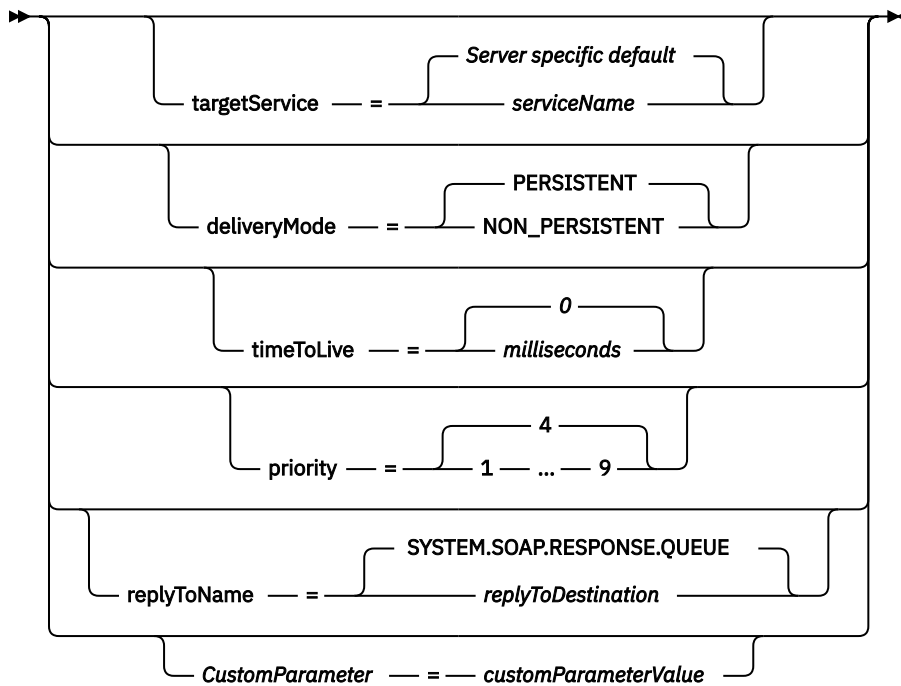 Server specific default
targetService = serviceName
PERSISTENT
deliveryMode = NON_PERSISTENT
0
timeToLive = milliseconds
4
priority = 1 ... 9
SYSTEM.SOAP.RESPONSE.QUEUE
replyToName = replyToDestination
CustomParameter = customParameterValue